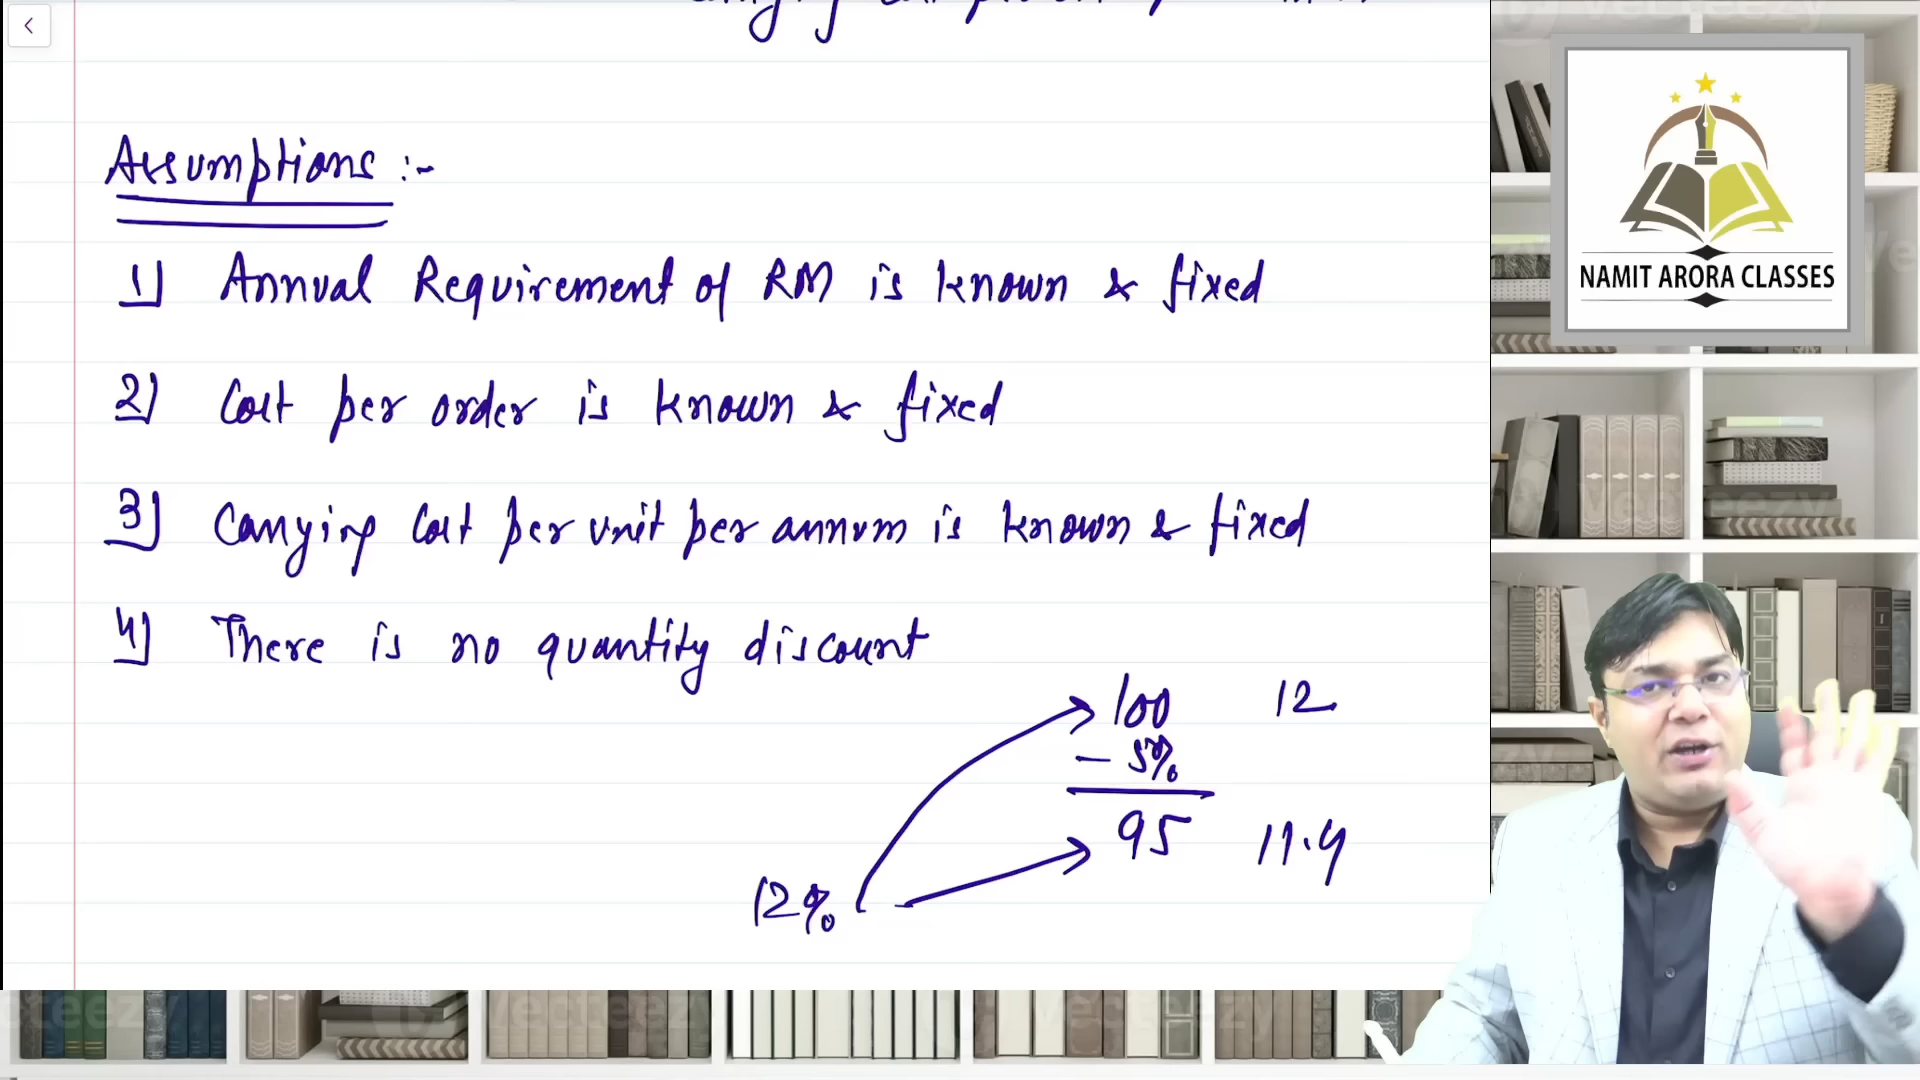 Assumptions :-
1) Annual Requirement of RM is known & fixed
2) Cost per order is known & fixed
3) Carrying Cost per unit per annum is known & fixed
4) There is no quantity discount
100 12
- 5%
95 11.4
12%
NAMIT ARORA CLASSES